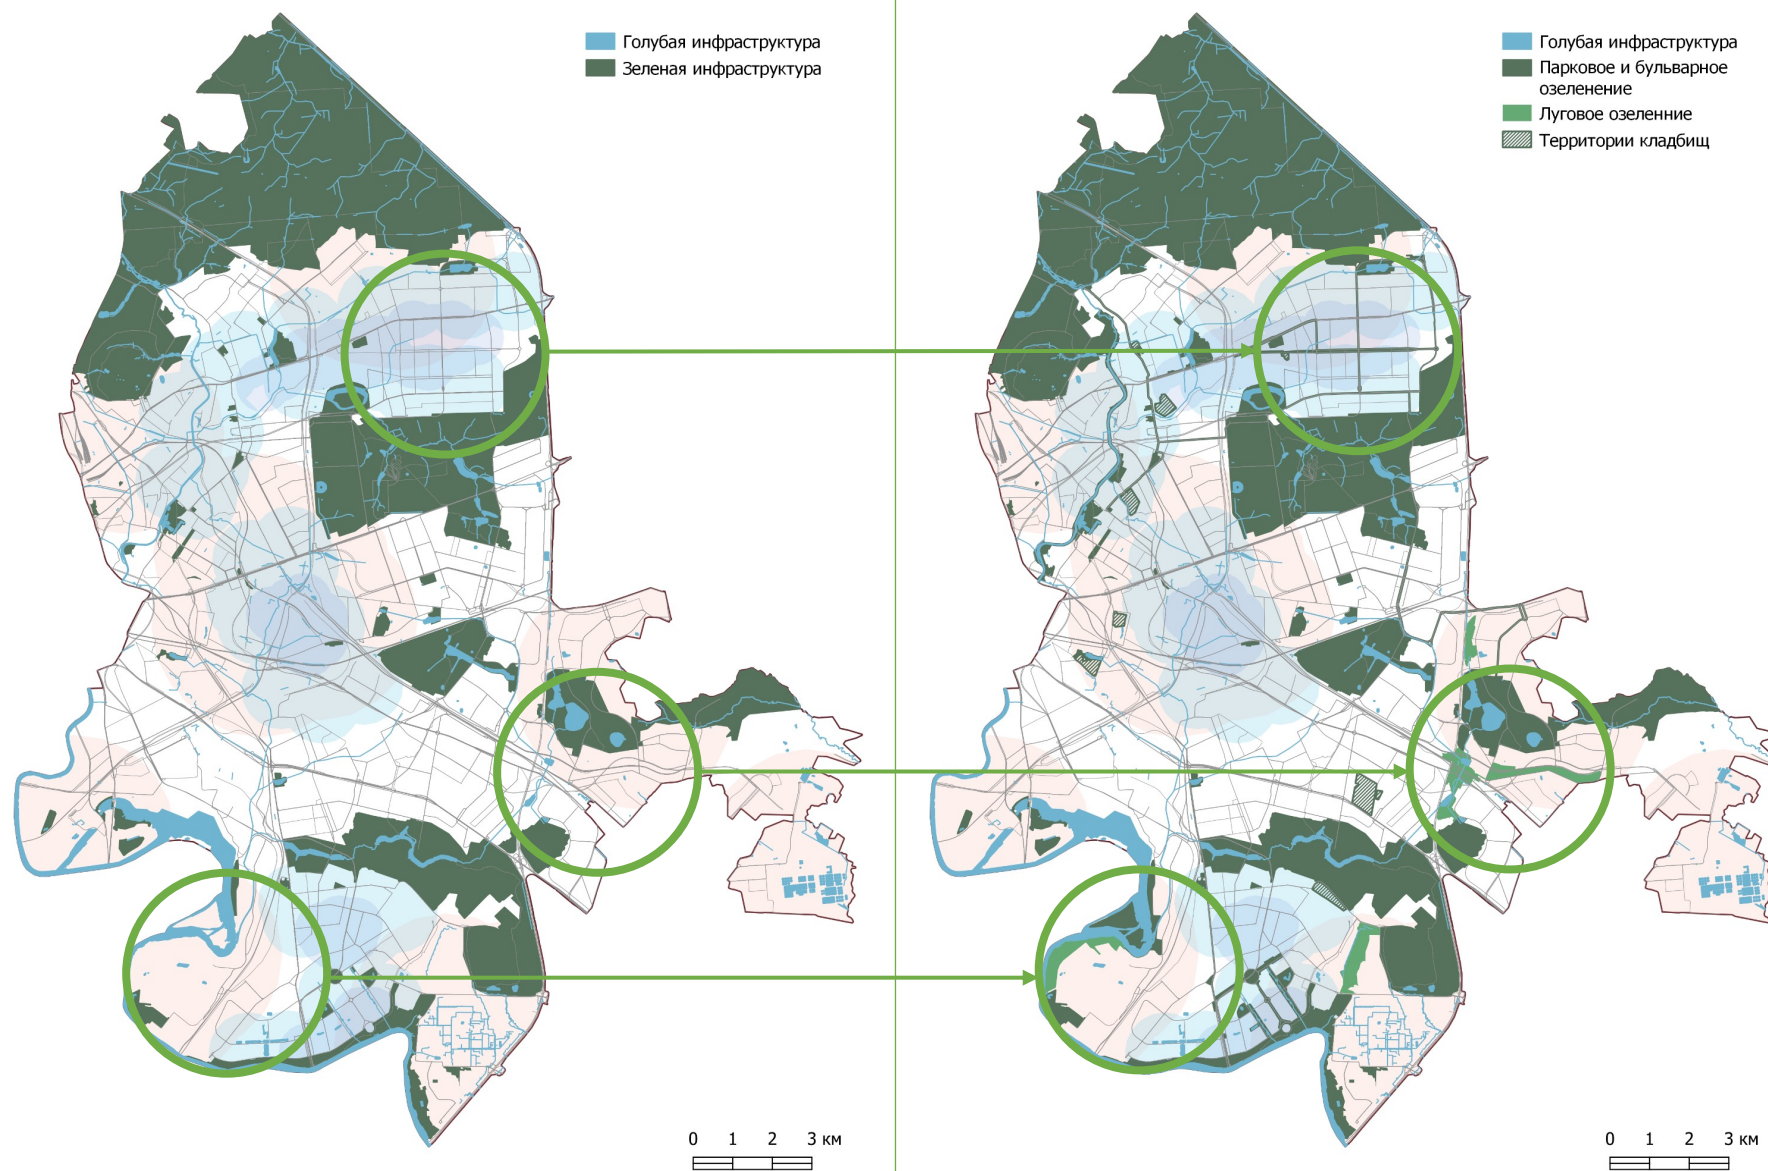 Голубая инфраструктура
Зеленая инфраструктура
0 1 2 3 км
Голубая инфраструктура
Парковое и бульварное
озеленение
Луговое озеленние
Территории кладбищ
0 1 2 3 км